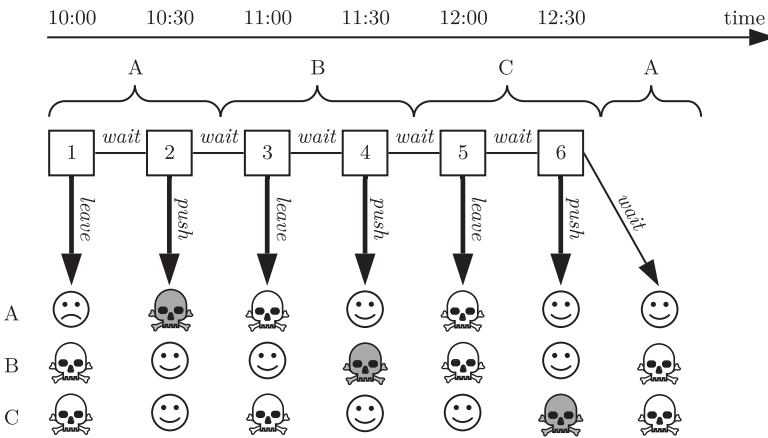 10:00 10:30 11:00 11:30 12:00 12:30 time
A B C A
wait wait wait wait wait
1 2 3 4 5 6
leave push leave push leave push wait
A
B
C